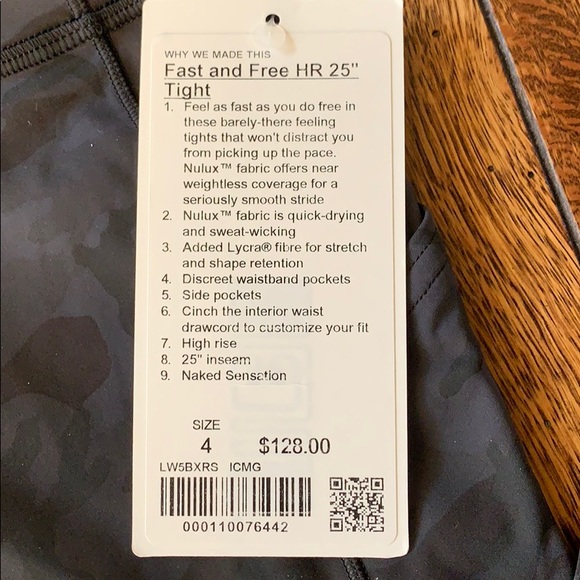 WHY WE MADE THIS
Fast and Free HR 25"
Tight
1. Feel as fast as you do free in
these barely-there feeling
tights that won't distract you
from picking up the pace.
Nulux™ fabric offers near
weightless coverage for a
seriously smooth stride
2. Nulux™ fabric is quick-drying
and sweat-wicking
3. Added Lycra® fibre for stretch
and shape retention
4. Discreet waistband pockets
5. Side pockets
6. Cinch the interior waist
drawcord to customize your fit
7. High rise
8. 25" inseam
9. Naked Sensation
SIZE
4 $128.00
LW5BXRS ICMG
000110076442